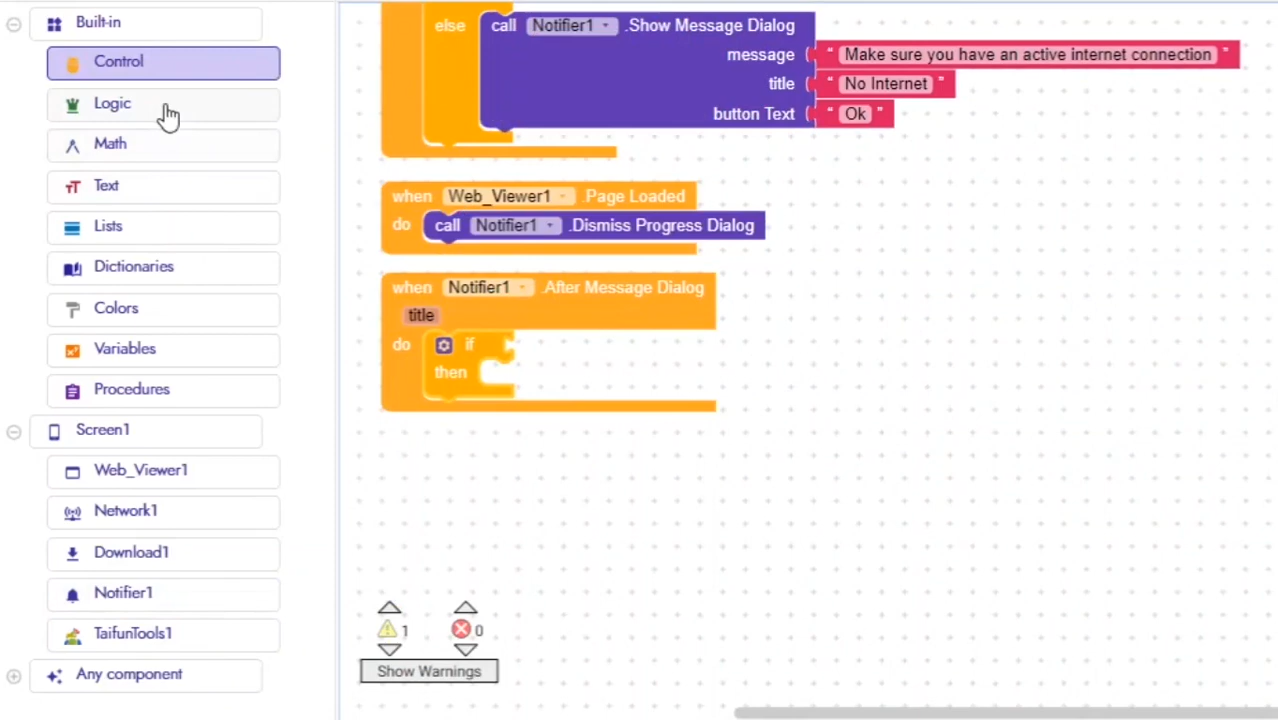 Built-in
Control
Logic
Math
Text
Lists
Dictionaries
Colors
Variables
Procedures
Screen1
Web_Viewer1
Network1
Download1
Notifier1
TaifunTools1
Any component
else call Notifier1 .Show Message Dialog
message " Make sure you have an active internet connection "
title " No Internet "
button Text " Ok "
when Web_Viewer1 .Page Loaded
do call Notifier1 .Dismiss Progress Dialog
when Notifier1 .After Message Dialog
title
do if
then
1 0
Show Warnings